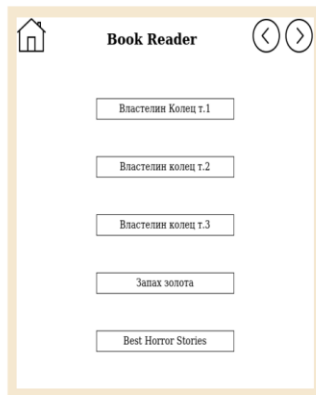 Book Reader
Властелин Колец т.1
Властелин колец т.2
Властелин колец т.3
Запах золота
Best Horror Stories